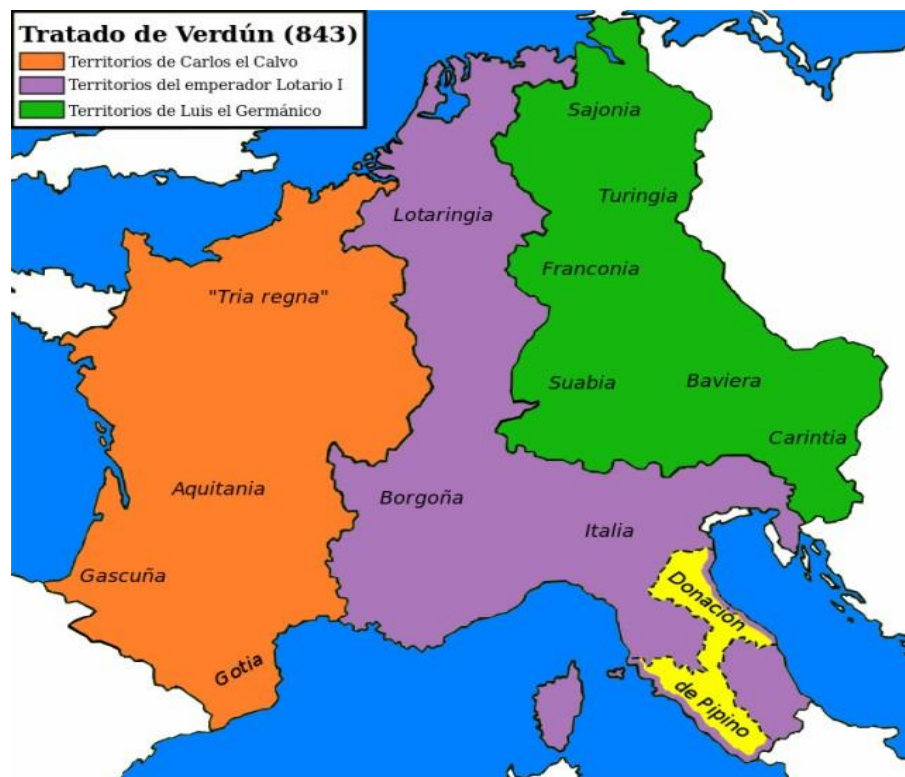 Tratado de Verdún (843)
Territorios de Carlos el Calvo
Territorios del emperador Lotario I
Territorios de Luis el Germánico
Sajonia
Turingia
Lotaringia
Franconia
"Tria regna"
Suabia
Baviera
Carintia
Aquitania
Borgoña
Italia
Gascuña
Donación
de Pipino
Gotia